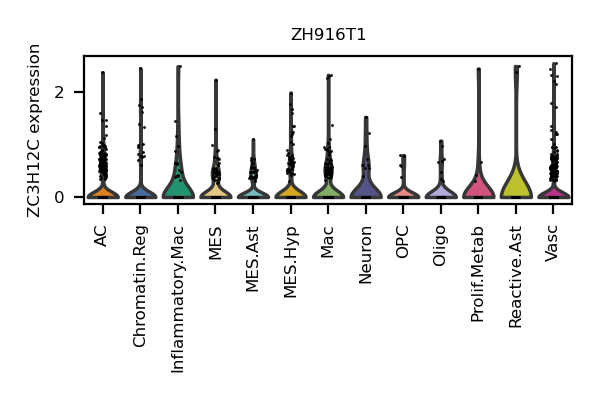 ZH916T1
ZC3H12C expression
2
0
AC
Chromatin.Reg
Inflammatory.Mac
MES
MES.Ast
MES.Hyp
Mac
Neuron
OPC
Oligo
Prolif.Metab
Reactive.Ast
Vasc